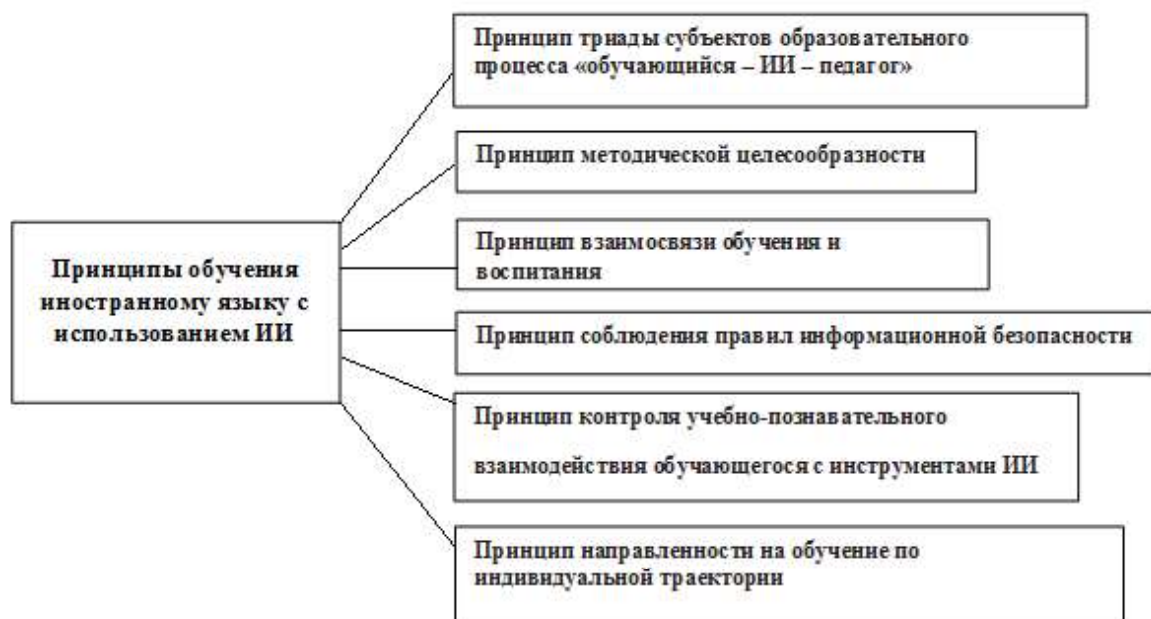 Принцип триады субъектов образовательного
процесса «обучающийся – ИИ – педагог»
Принцип методической целесообразности
Принцип взаимосвязи обучения и
воспитания
Принципы обучения
иностранному языку с
использованием ИИ
Принцип соблюдения правил информационной безопасности
Принцип контроля учебно-познавательного
взаимодействия обучающегося с инструментами ИИ
Принцип направленности на обучение по
индивидуальной траектории